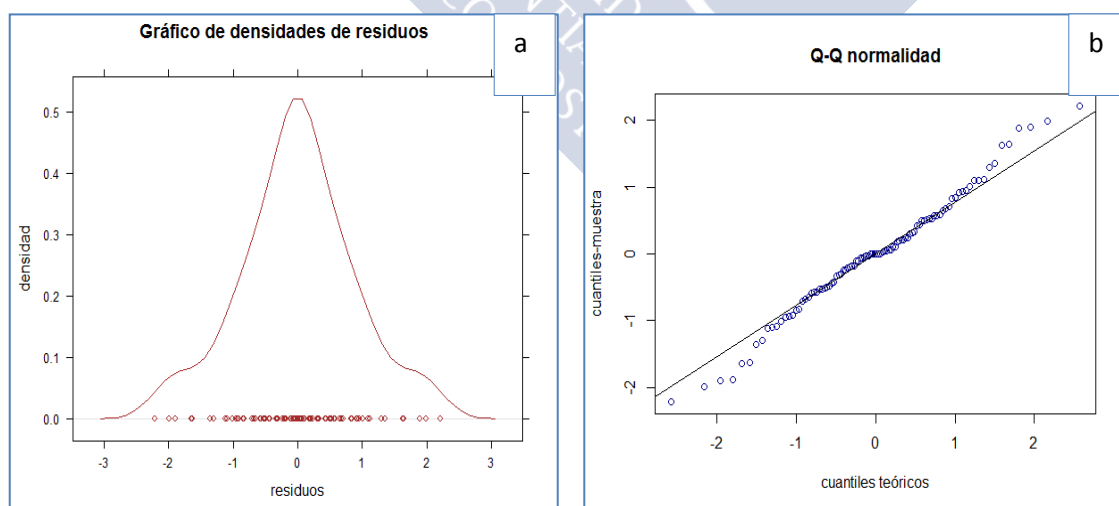 Gráfico de densidades de residuos
a
densidad
0.5
0.4
0.3
0.2
0.1
0.0
-3 -2 -1 0 1 2 3
residuos
Q-Q normalidad
b
cuantiles-muestra
2
1
0
-1
-2
-2 -1 0 1 2
cuantiles teóricos